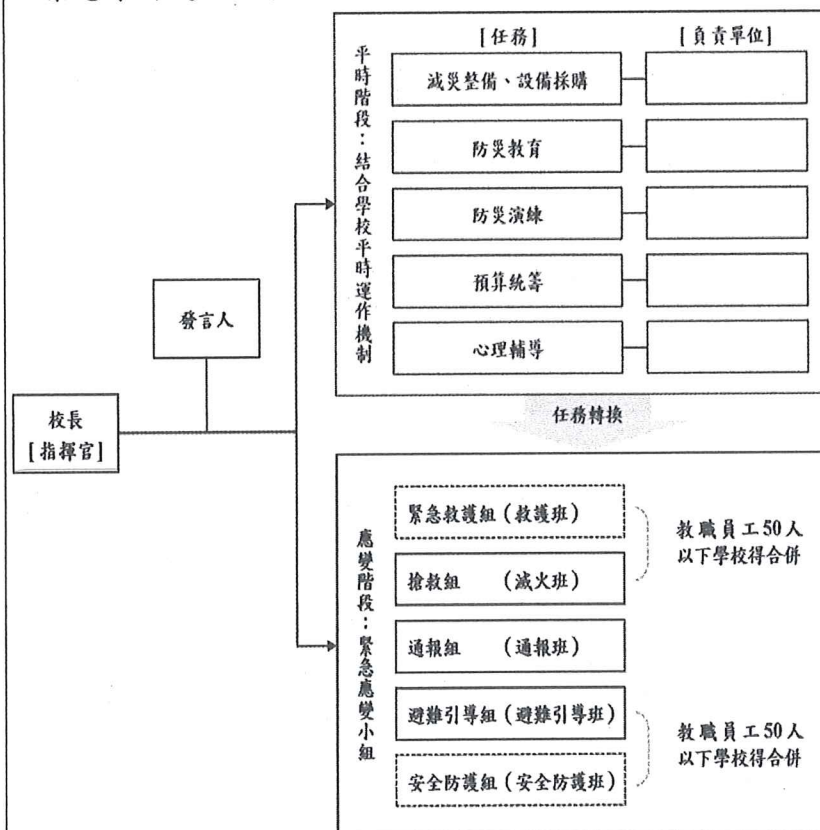 [任務]
[負責單位]
平時階段：結合學校平時運作機制
減災整備、設備採購
防災教育
防災演練
預算統籌
心理輔導
發言人
校長
[指揮官]
任務轉換
應變階段：緊急應變小組
緊急救護組(救護班)
搶救組 (滅火班)
通報組 (通報班)
避難引導組(避難引導班)
安全防護組(安全防護班)
教職員工50人
以下學校得合併
教職員工50人
以下學校得合併